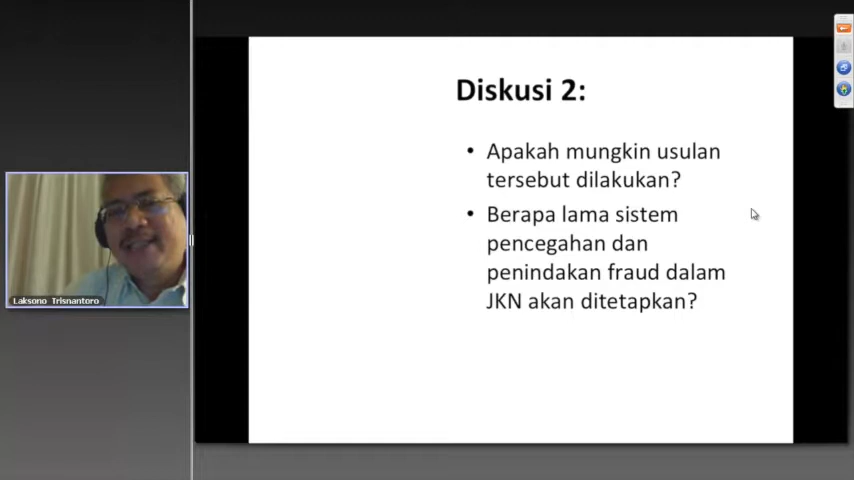 Diskusi 2:
• Apakah mungkin usulan
tersebut dilakukan?
• Berapa lama sistem
pencegahan dan
penindakan fraud dalam
JKN akan ditetapkan?
Laksono Trisnantoro